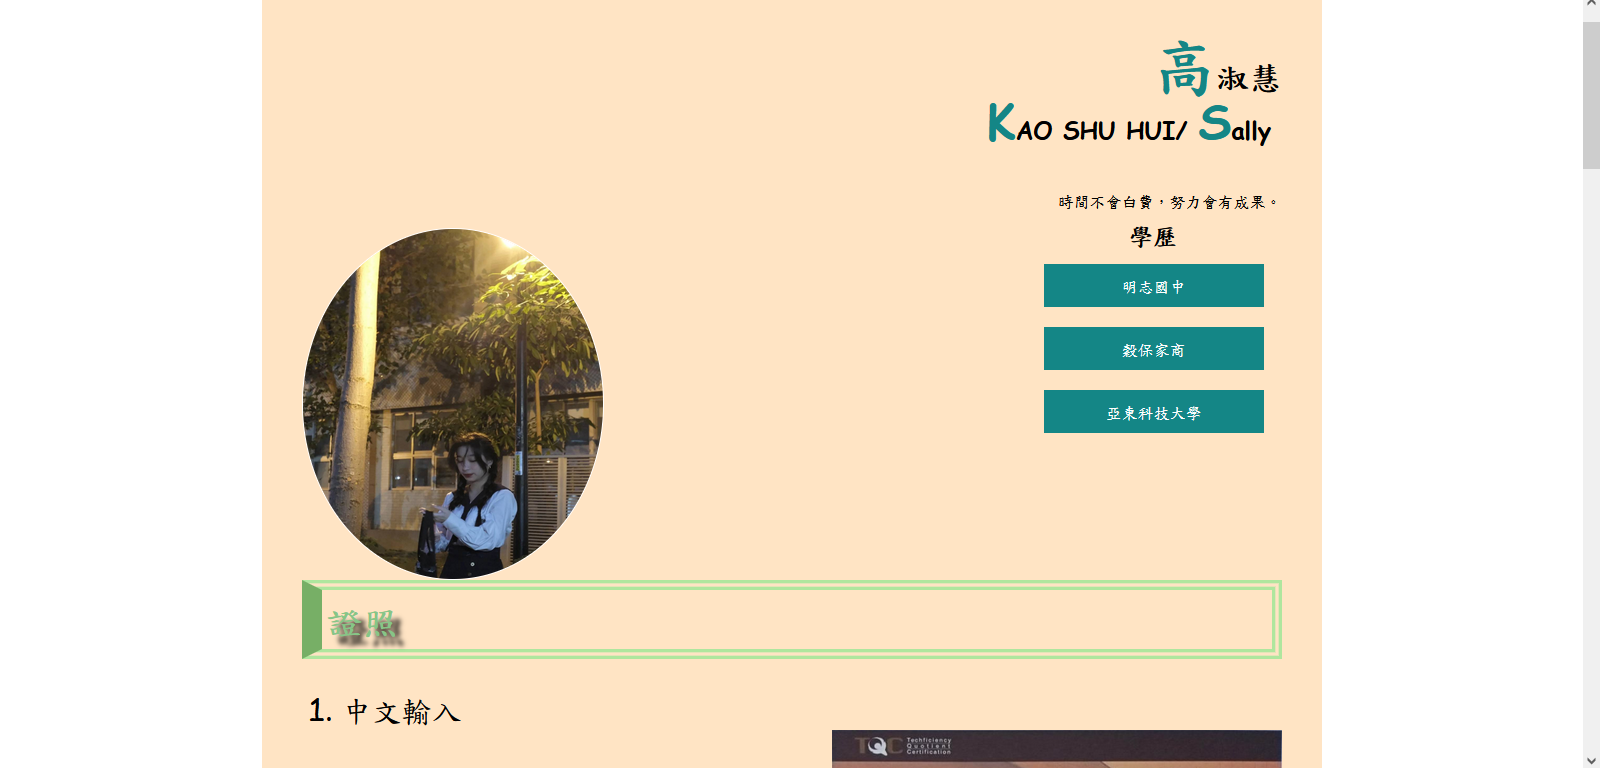 高淑慧
KAO SHU HUI/ Sally
時間不會白費，努力會有成果。
學歷
明志國中
穀保家商
亞東科技大學
證照
1. 中文輸入
TQC Techficiency
Quotient
Certification